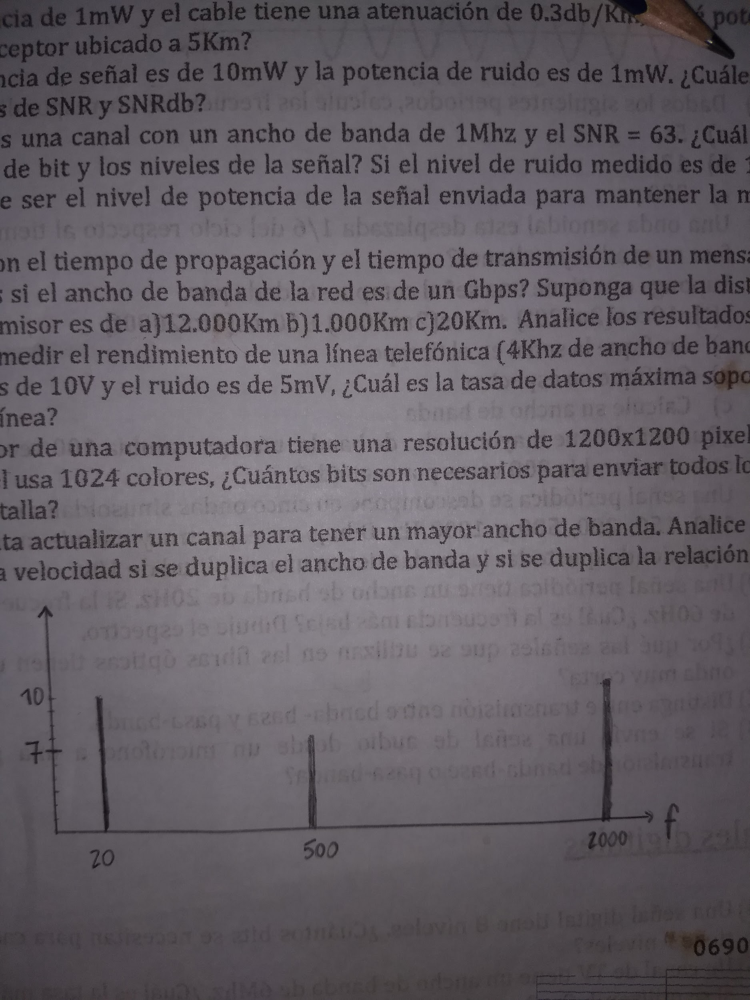 cia de 1mW y el cable tiene una atenuación de 0.3db/Km, pot
ceptor ubicado a 5Km?
ncia de señal es de 10mW y la potencia de ruido es de 1mW. ¿Cuále
s de SNR y SNRdb?
s una canal con un ancho de banda de 1Mhz y el SNR = 63. ¿Cuál
de bit y los niveles de la señal? Si el nivel de ruido medido es de 1
e ser el nivel de potencia de la señal enviada para mantener la m
on el tiempo de propagación y el tiempo de transmisión de un mensa
s si el ancho de banda de la red es de un Gbps? Suponga que la dist
misor es de a)12.000Km b)1.000Km c)20Km. Analice los resultados
medir el rendimiento de una línea telefónica (4Khz de ancho de band
s de 10V y el ruido es de 5mV, ¿Cuál es la tasa de datos máxima sopo
ínea?
or de una computadora tiene una resolución de 1200x1200 pixel
l usa 1024 colores, ¿Cuántos bits son necesarios para enviar todos lo
talla?
ta actualizar un canal para tener un mayor ancho de banda. Analice
a velocidad si se duplica el ancho de banda y si se duplica la relación
10
7
f
20 500 2000
0690